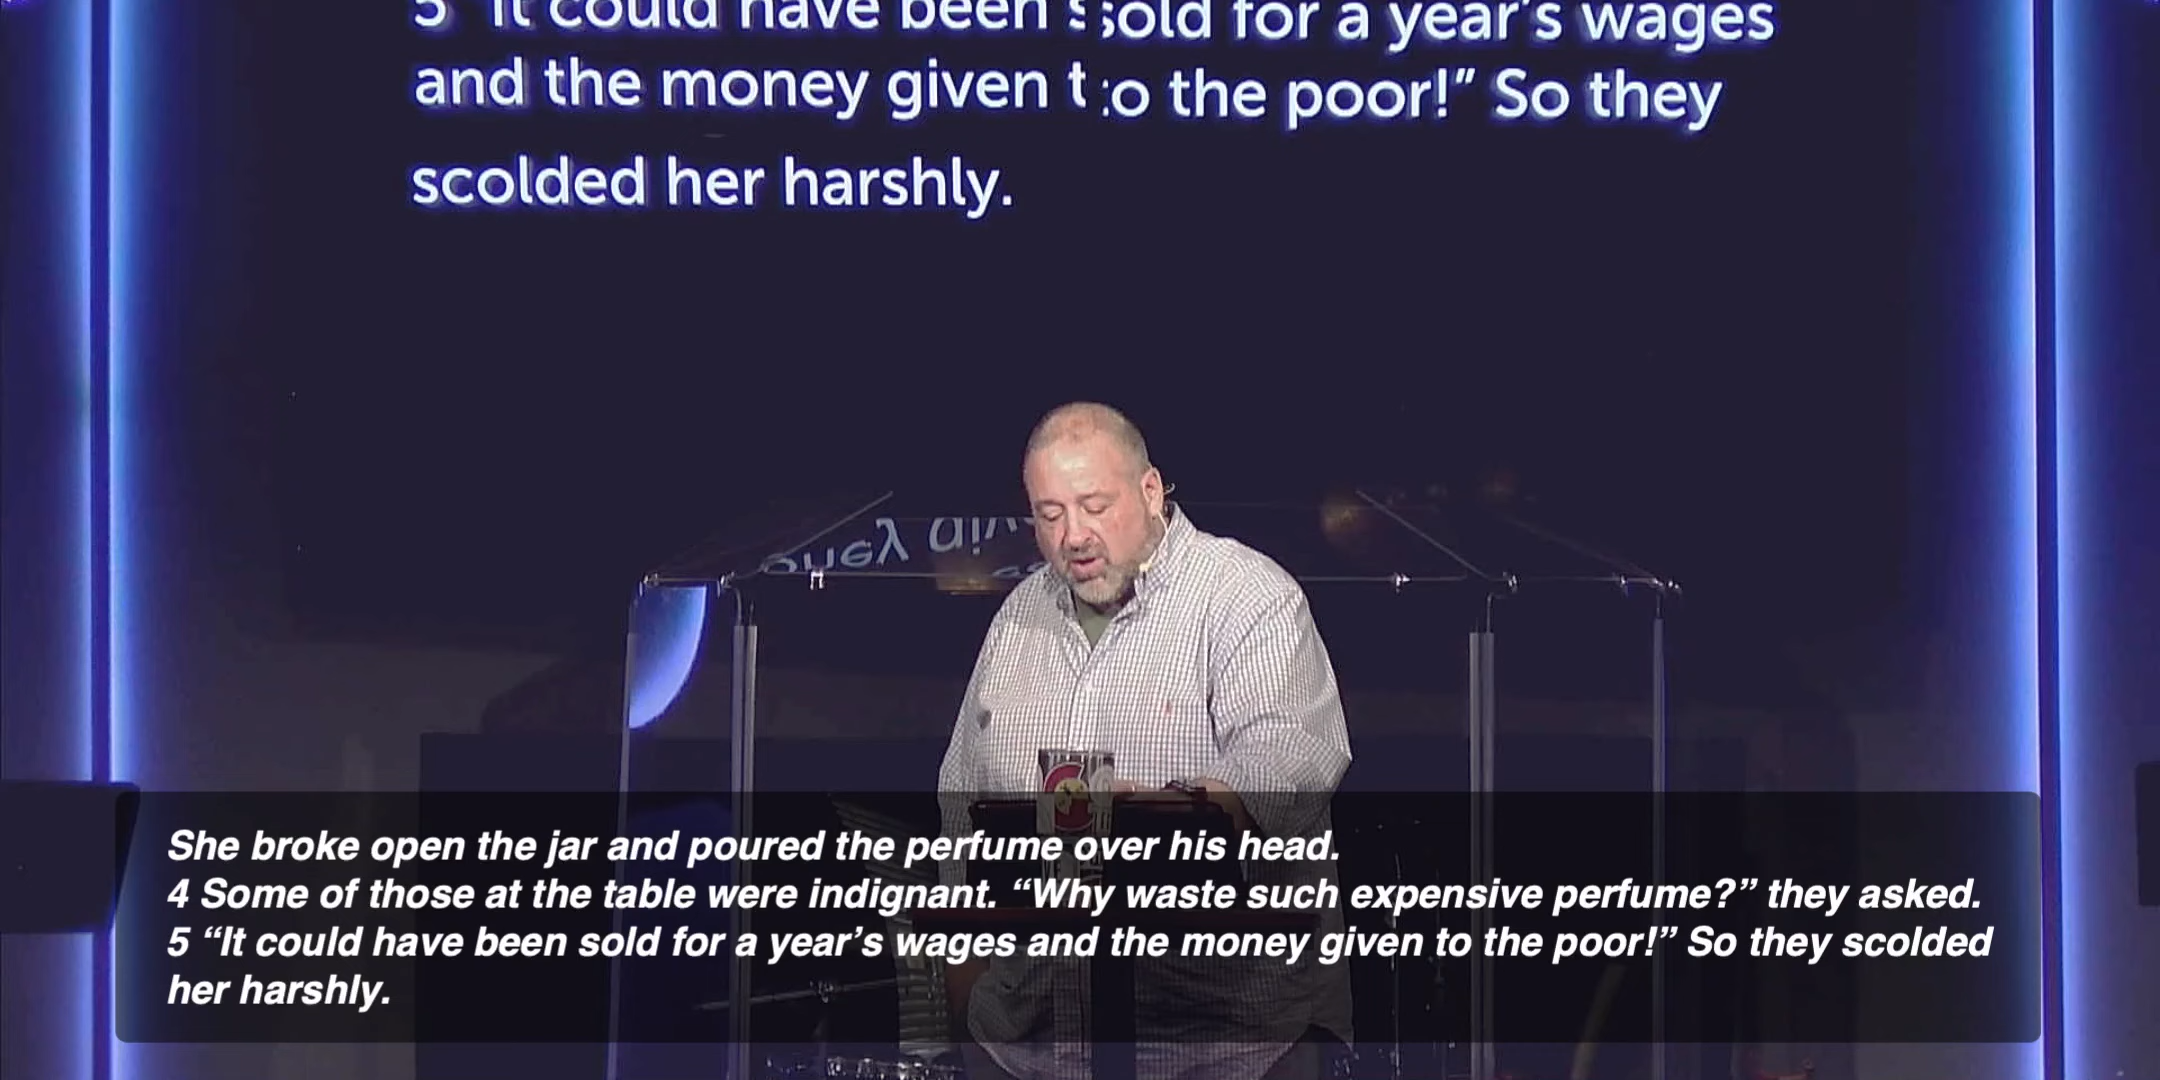 5 “It could have been sold for a year’s wages
and the money given to the poor!” So they
scolded her harshly.
She broke open the jar and poured the perfume over his head.
4 Some of those at the table were indignant. “Why waste such expensive perfume?” they asked.
5 “It could have been sold for a year’s wages and the money given to the poor!” So they scolded
her harshly.